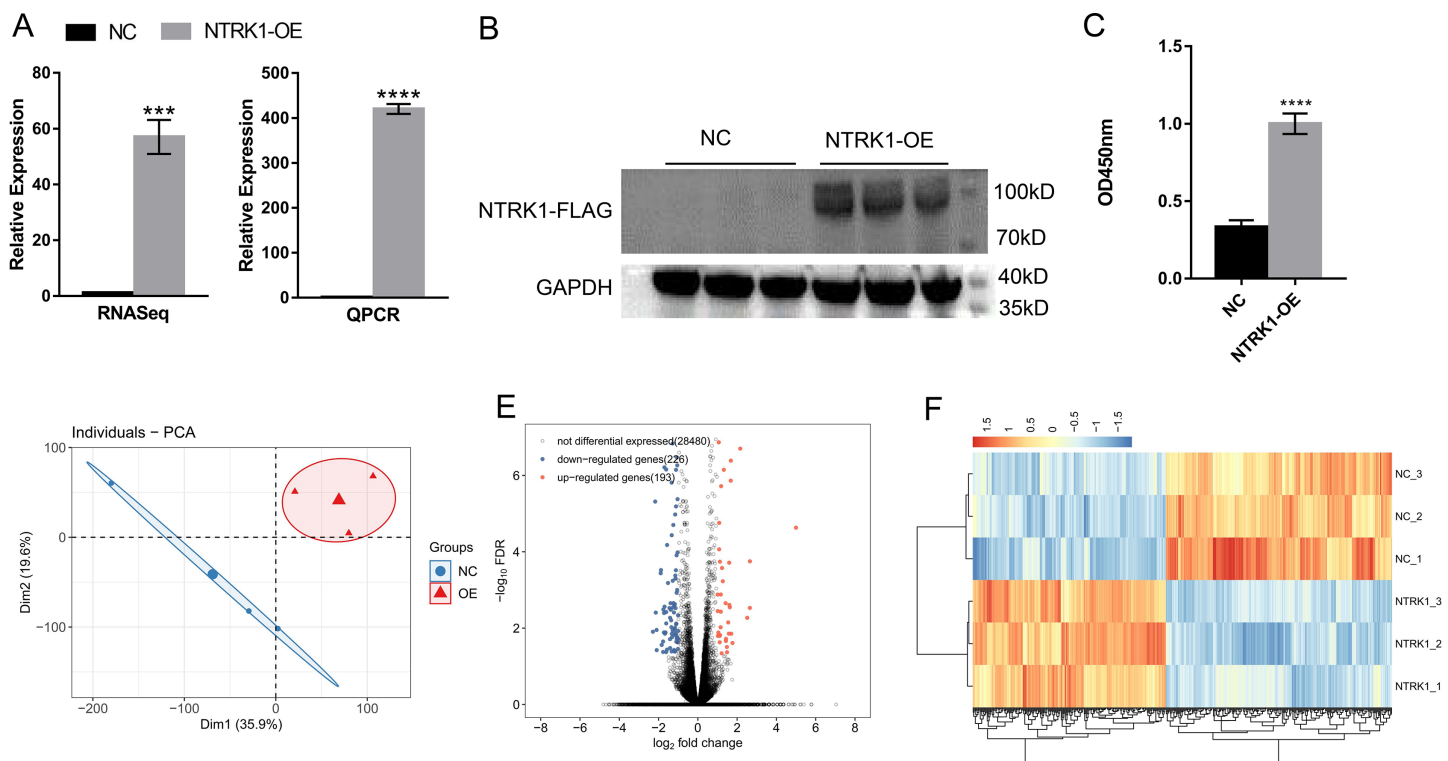 A
NC NTRK1-OE
Relative Expression
80
60
40
20
0
***
RNASeq
Relative Expression
500
400
300
200
100
0
****
QPCR
B
NC NTRK1-OE
NTRK1-FLAG
100kD
70kD
GAPDH
40kD
35kD
C
OD450nm
1.5
1.0
0.5
0.0
****
NC
NTRK1-OE
Individuals − PCA
Dim2 (19.6%)
100
0
−100
−200 −100 0 100
Dim1 (35.9%)
Groups
NC
OE
E
not differential expressed(28480)
down−regulated genes(226)
up−regulated genes(193)
−log10 FDR
6
4
2
0
−8 −6 −4 −2 0 2 4 6 8
log2 fold change
F
1.5 1 0.5 0 −0.5 −1 −1.5
NC_3
NC_2
NC_1
NTRK1_3
NTRK1_2
NTRK1_1